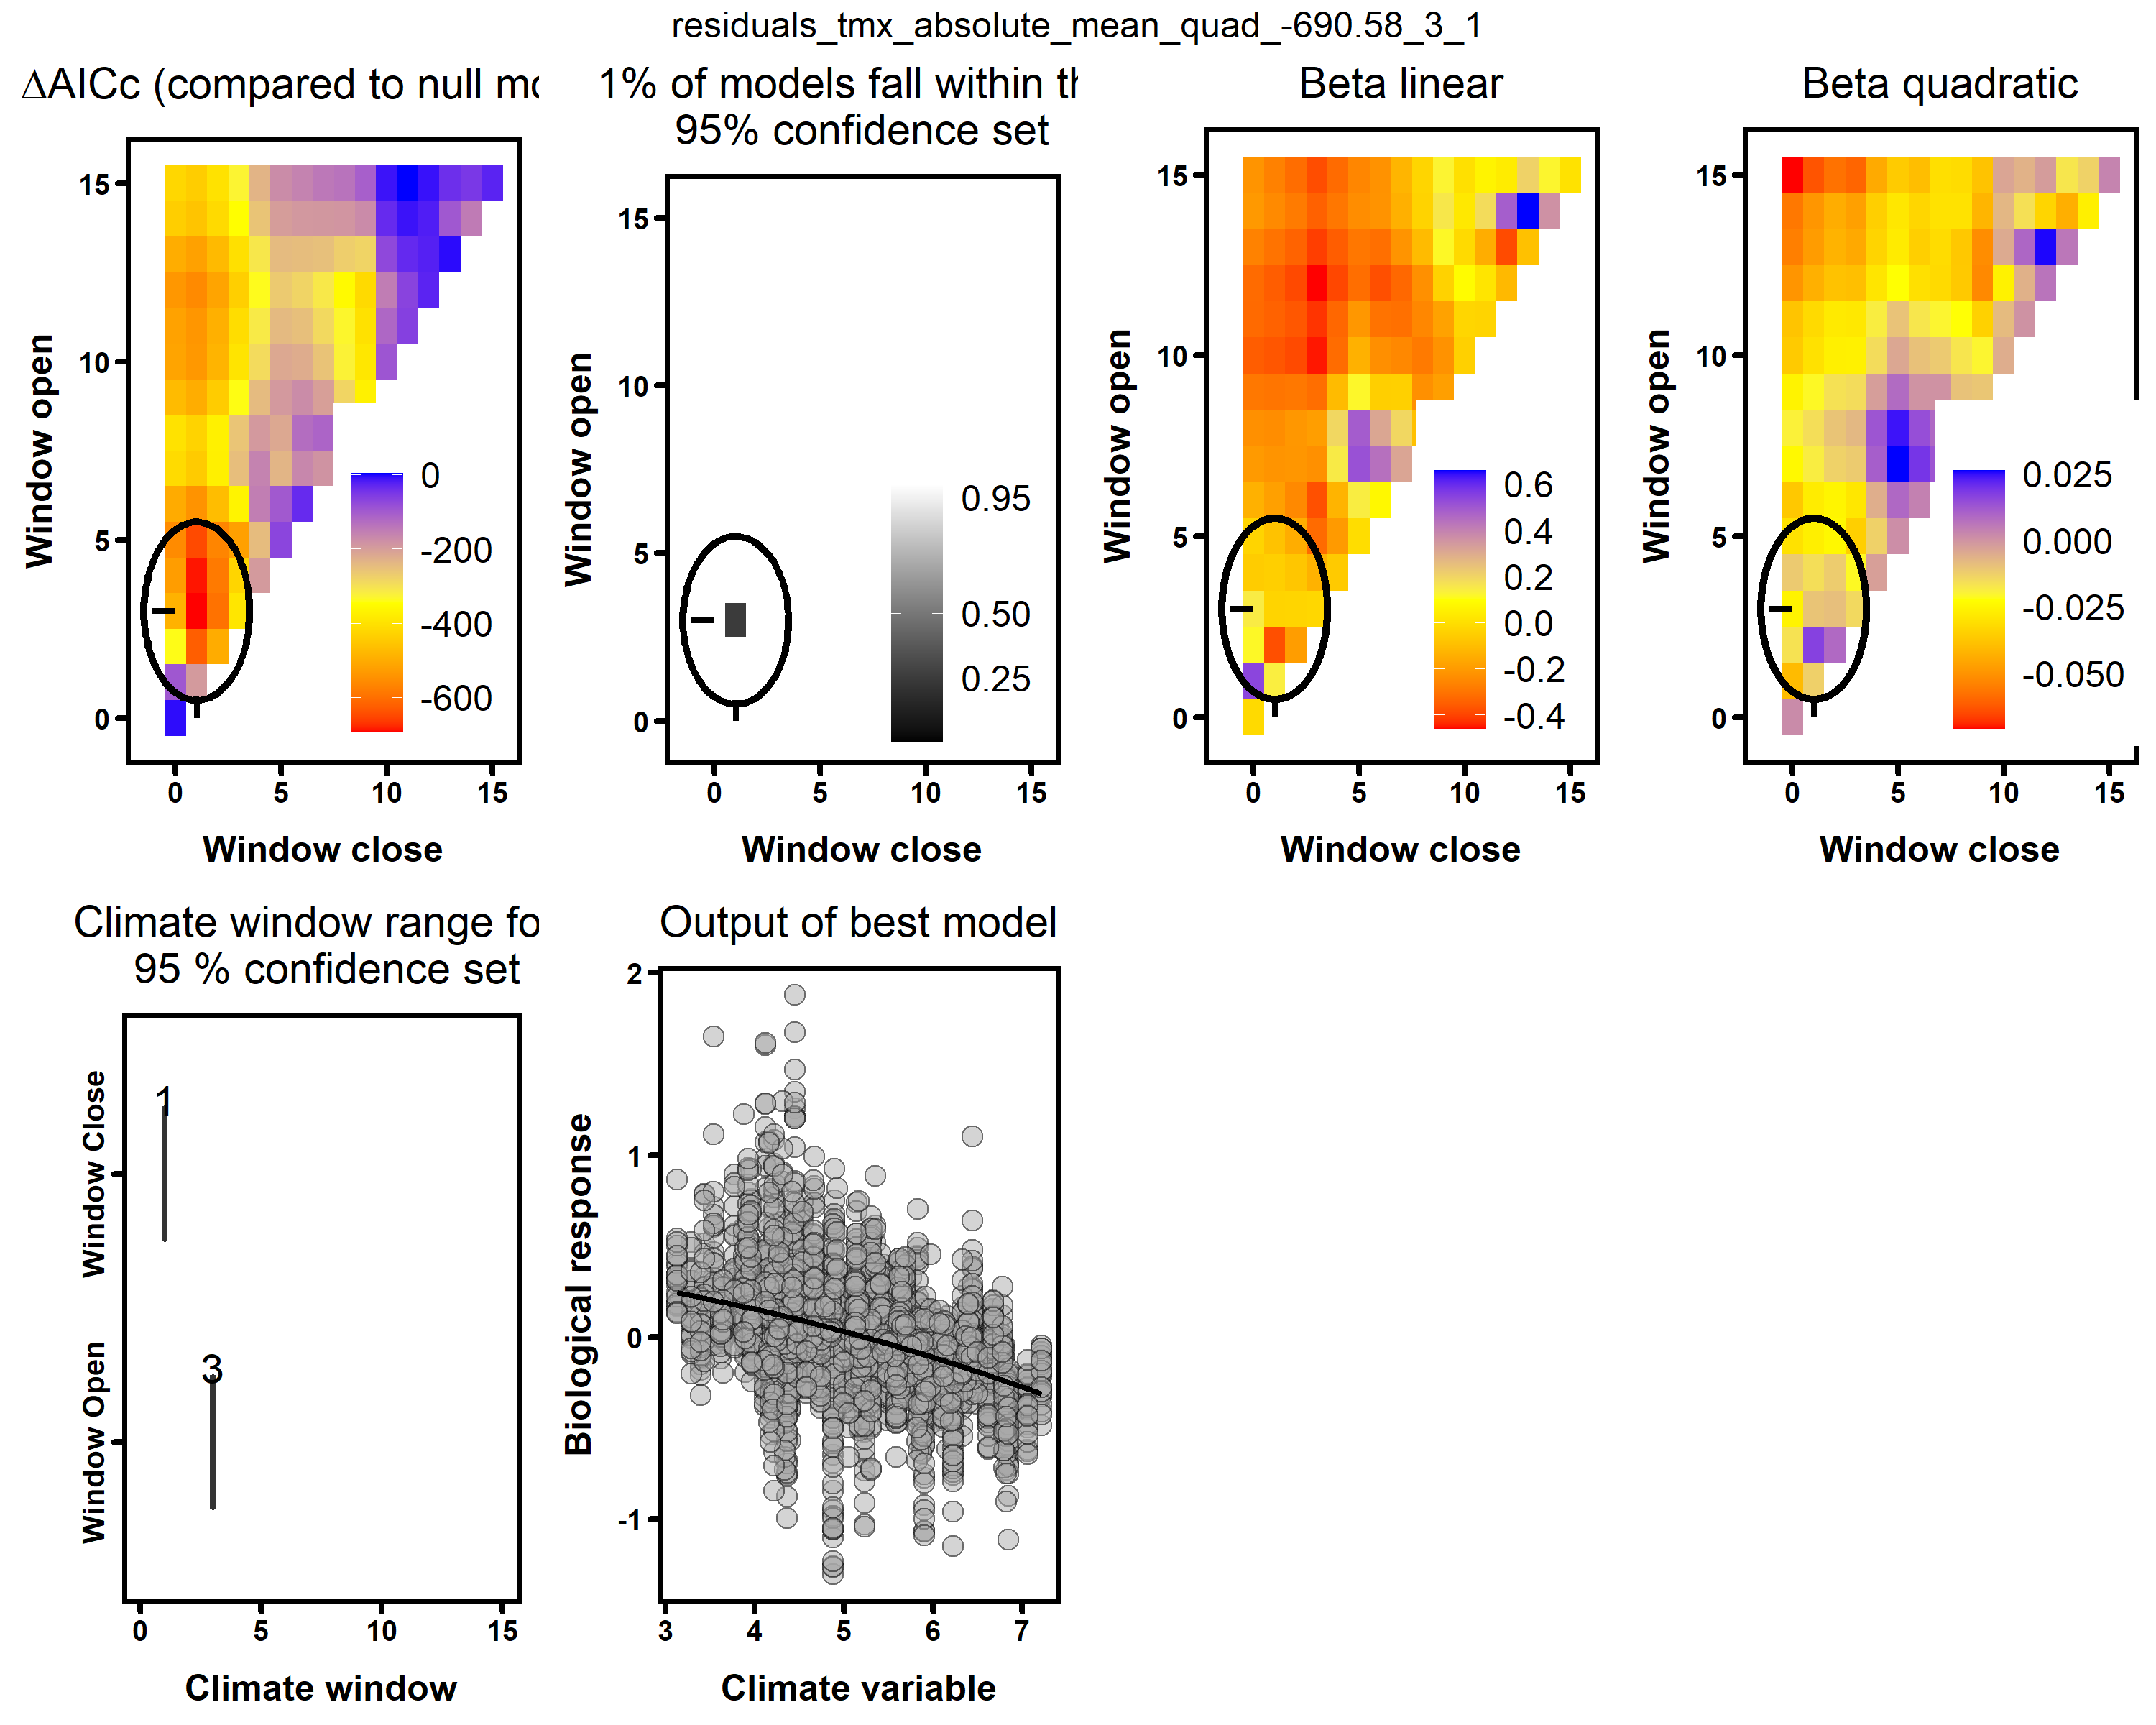 residuals_tmx_absolute_mean_quad_-690.58_3_1
ΔAICc (compared to null mo
15
10
5
0
0
5
10
15
0
-200
-400
-600
Window open
Window close
1% of models fall within th
95% confidence set
15
10
5
0
0
5
10
15
0.95
0.50
0.25
Window open
Window close
Beta linear
15
10
5
0
0
5
10
15
0.6
0.4
0.2
0.0
-0.2
-0.4
Window open
Window close
Beta quadratic
15
10
5
0
0
5
10
15
0.025
0.000
-0.025
-0.050
Window open
Window close
Climate window range fo
95 % confidence set
Window Close
Window Open
1
3
0
5
10
15
Climate window
Output of best model
2
1
0
-1
3
4
5
6
7
Biological response
Climate variable